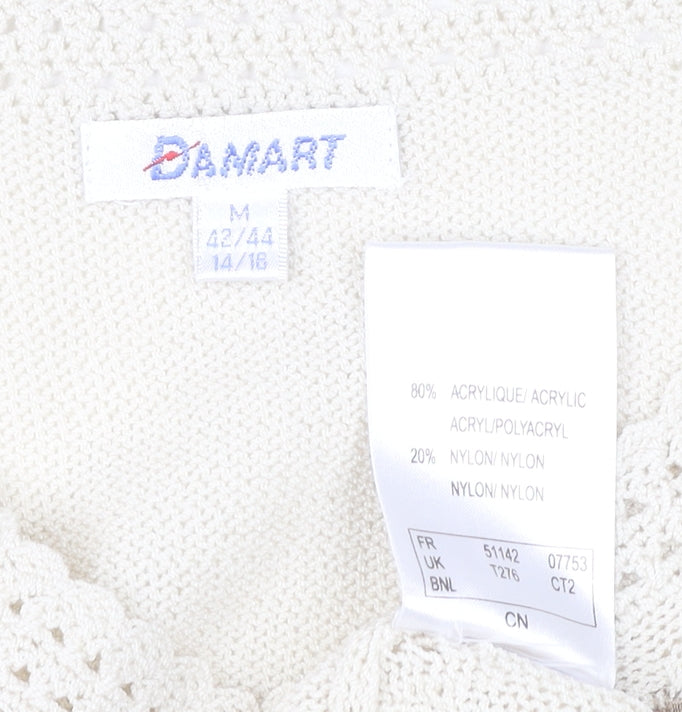 DAMART
M
42/44
14/16
80% ACRYLIQUE/ ACRYLIC
ACRYL/POLYACRYL
20% NYLON/ NYLON
NYLON/ NYLON
FR 51142 07753
UK T276 CT2
BNL
CN